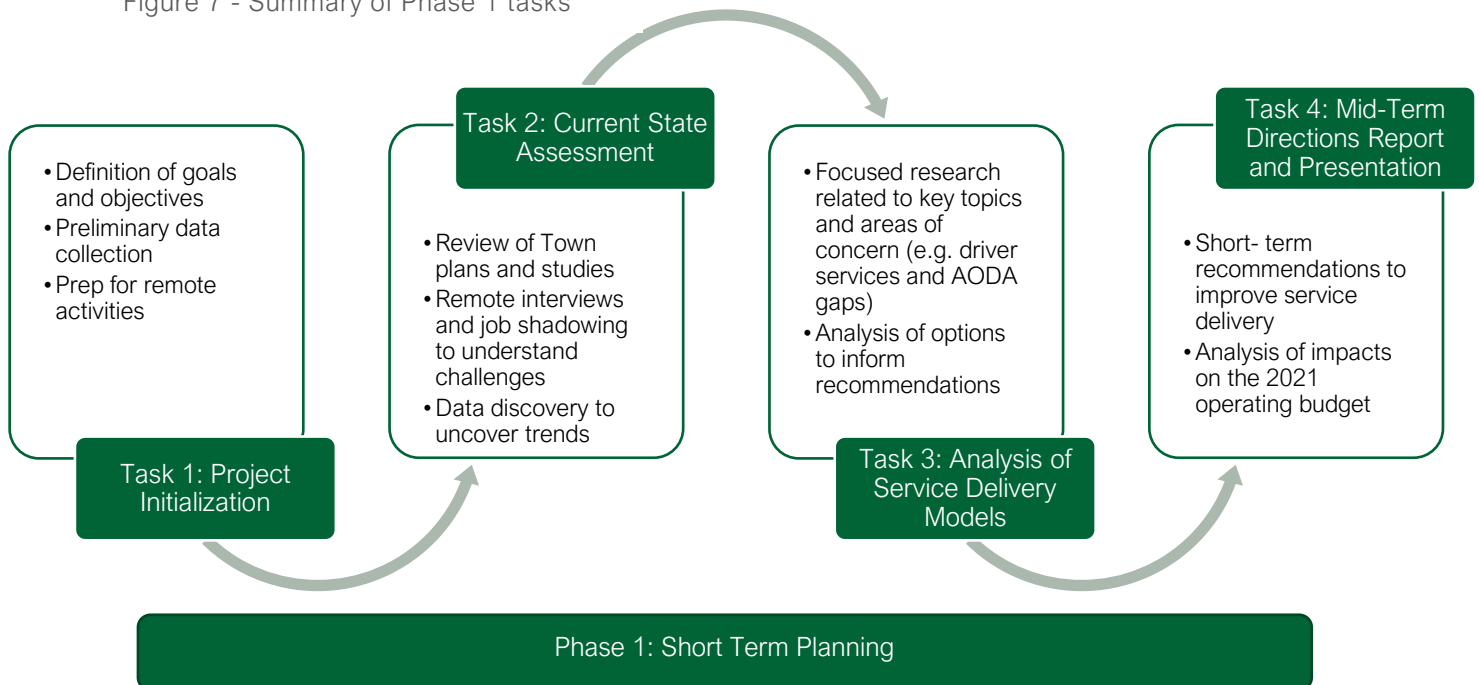 Figure 7 - Summary of Phase 1 tasks
• Definition of goals
and objectives
• Preliminary data
collection
• Prep for remote
activities
Task 1: Project
Initialization
Task 2: Current State
Assessment
• Review of Town
plans and studies
• Remote interviews
and job shadowing
to understand
challenges
• Data discovery to
uncover trends
• Focused research
related to key topics
and areas of
concern (e.g. driver
services and AODA
gaps)
• Analysis of options
to inform
recommendations
Task 3: Analysis of
Service Delivery
Models
Task 4: Mid-Term
Directions Report
and Presentation
• Short- term
recommendations to
improve service
delivery
• Analysis of impacts
on the 2021
operating budget
Phase 1: Short Term Planning